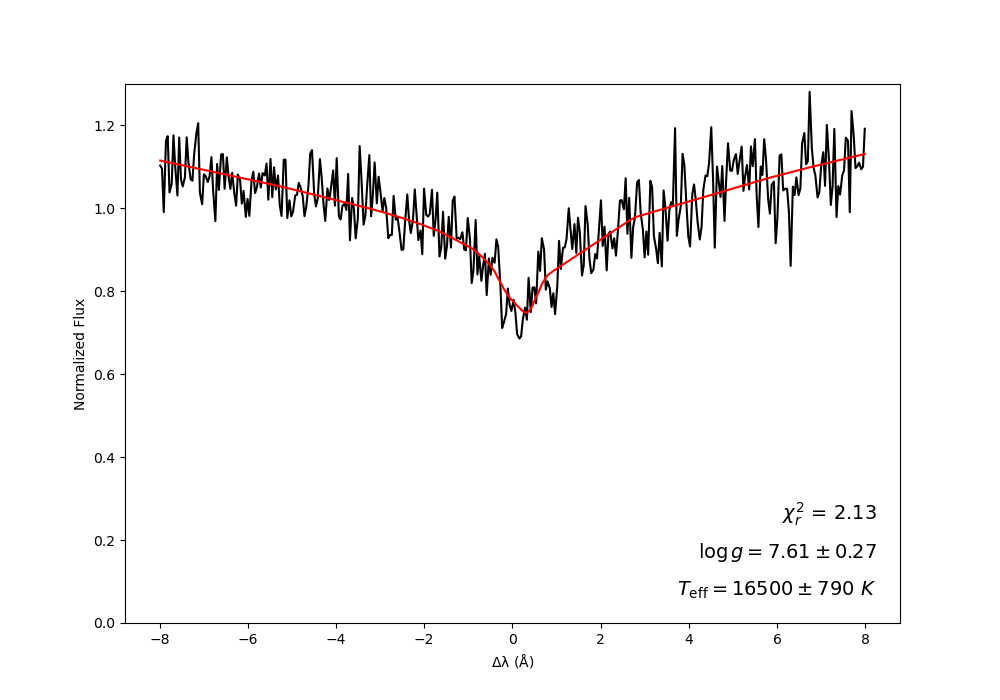 1.2
1.0
0.8
0.6
0.4
0.2
0.0
Normalized Flux
χ²ᵣ = 2.13
log g = 7.61 ± 0.27
T_eff = 16500 ± 790 K
−8 −6 −4 −2 0 2 4 6 8
Δλ (Å)